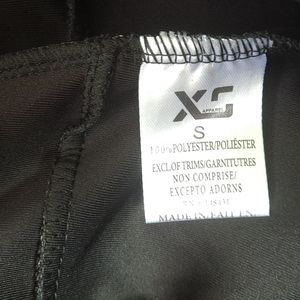 XS
APPAREL
S
100%POLYESTER/POLIÉSTER
EXCL.OF TRIMS/GARNITUTRES
NON COMPRISE/
EXCEPTO ADORNS
MADE IN